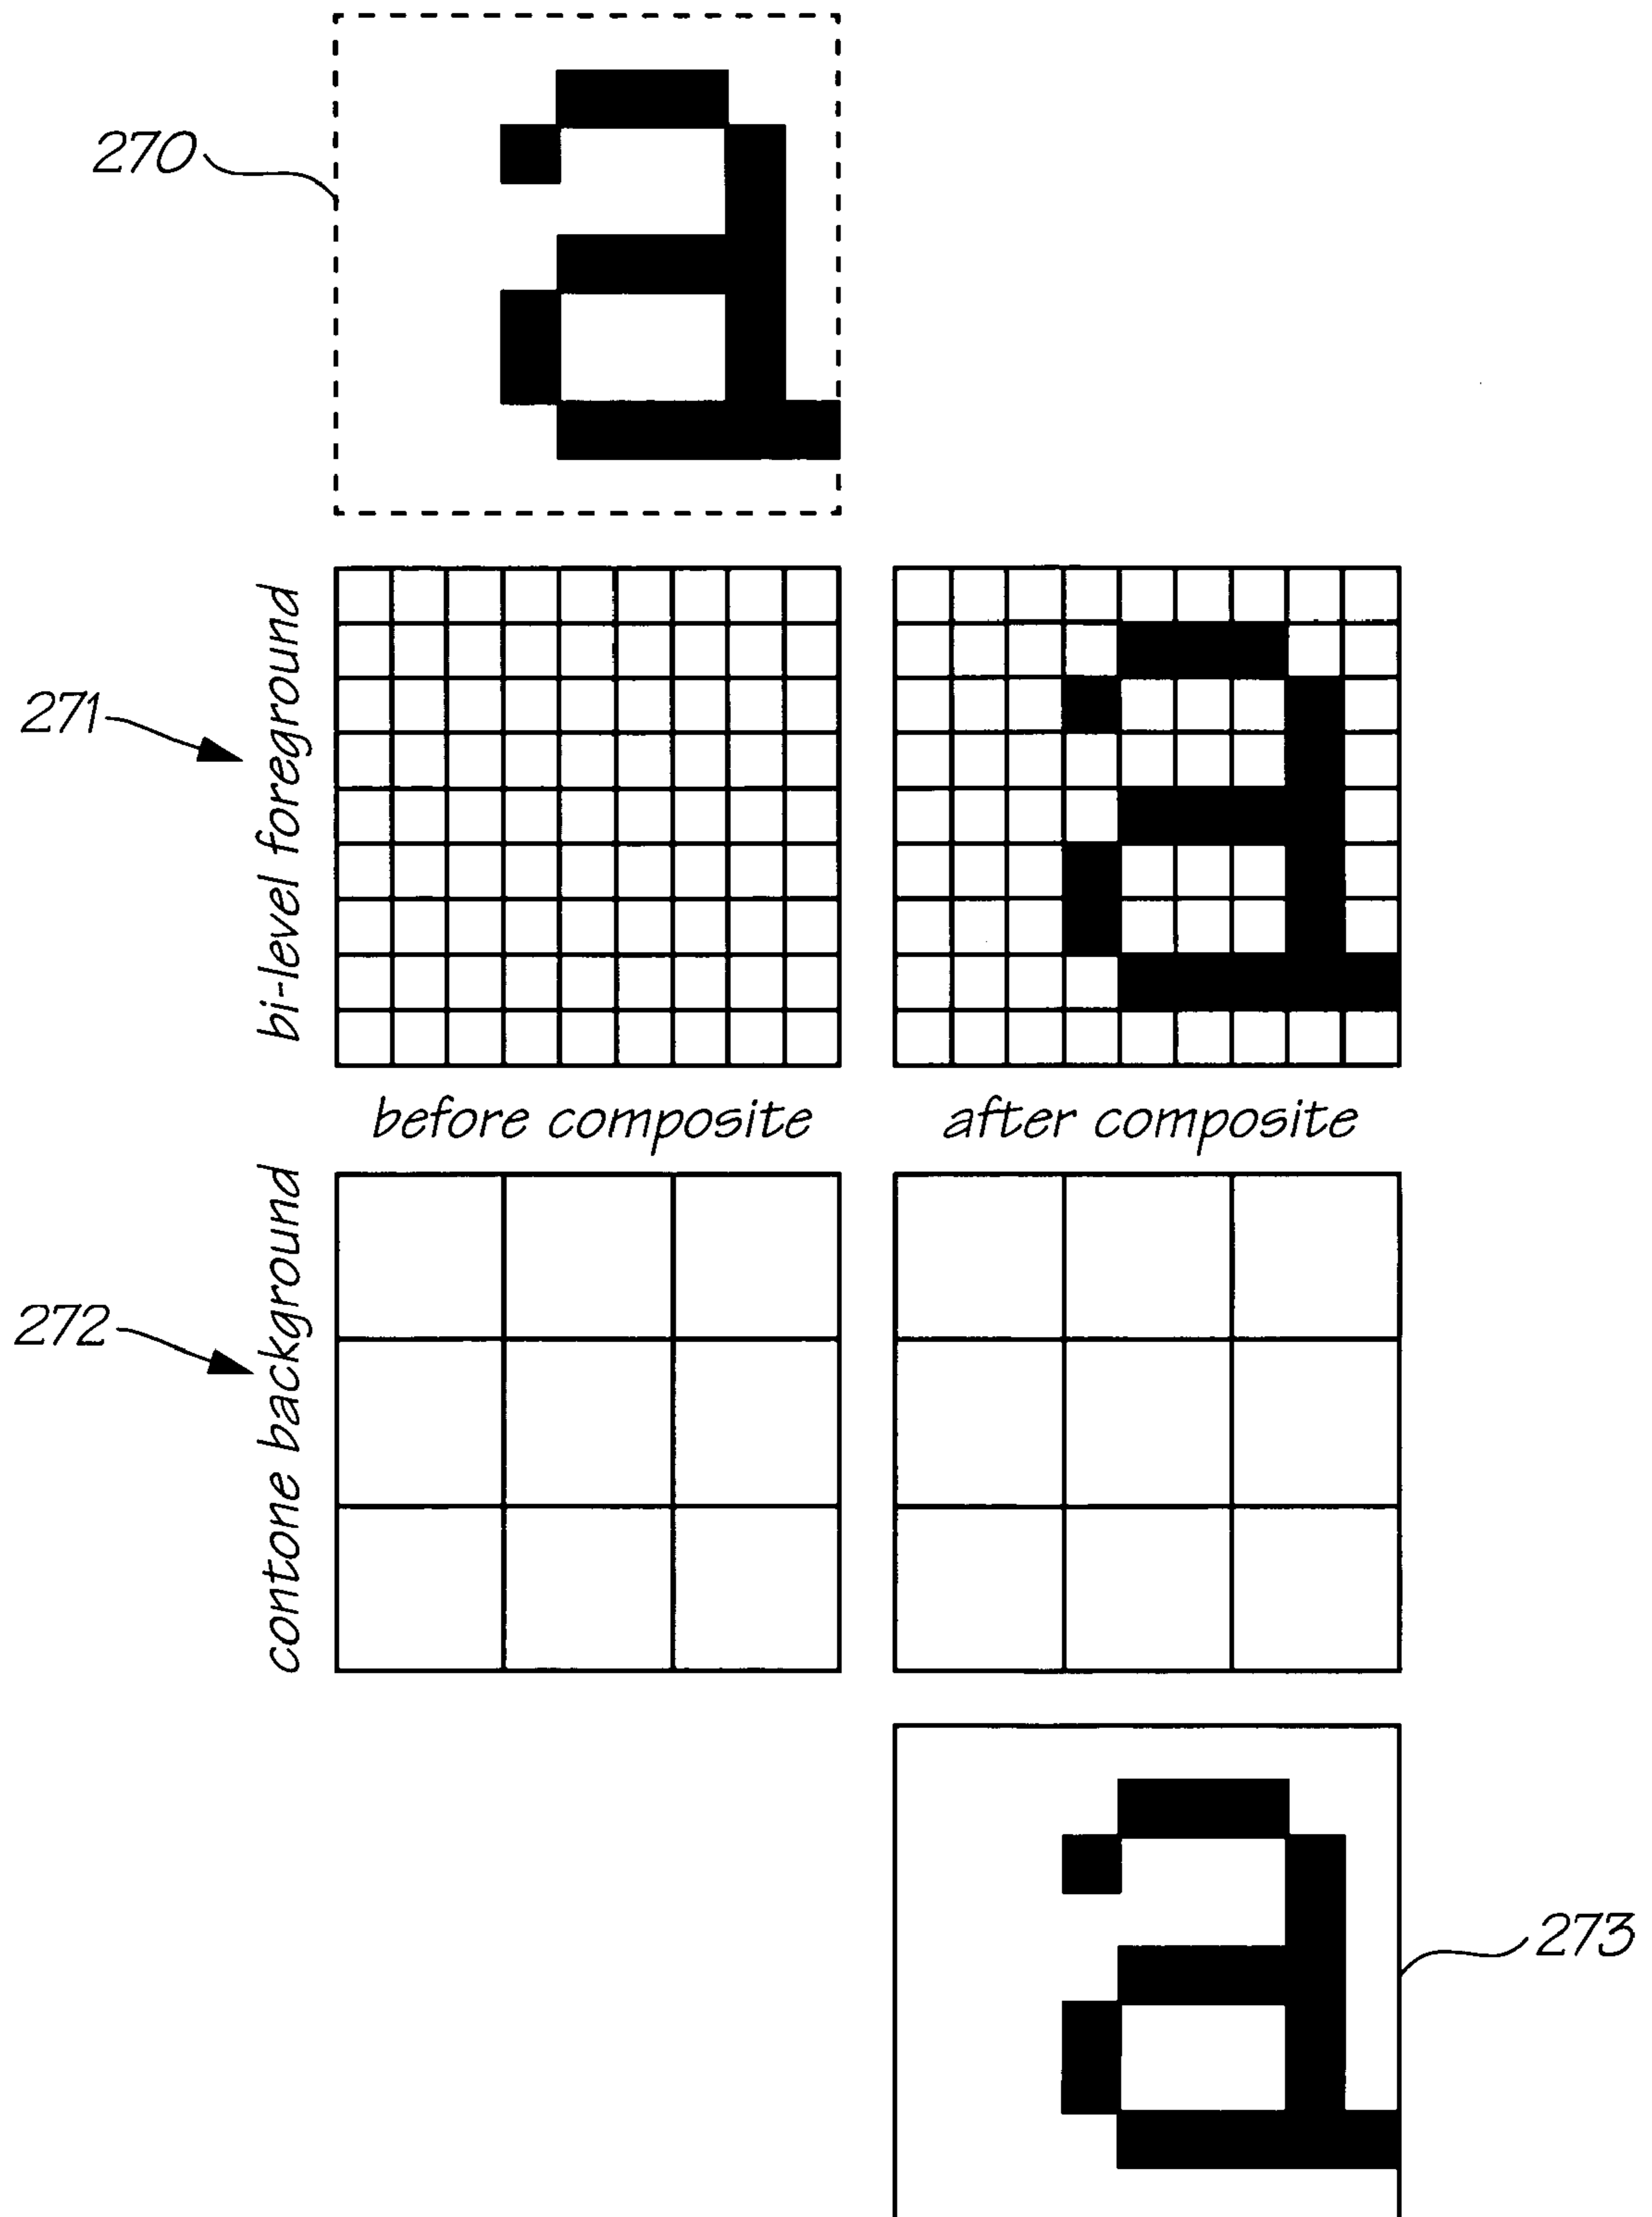 270
a
271
bi-level foreground
a
before composite
after composite
272
contone background
a
273